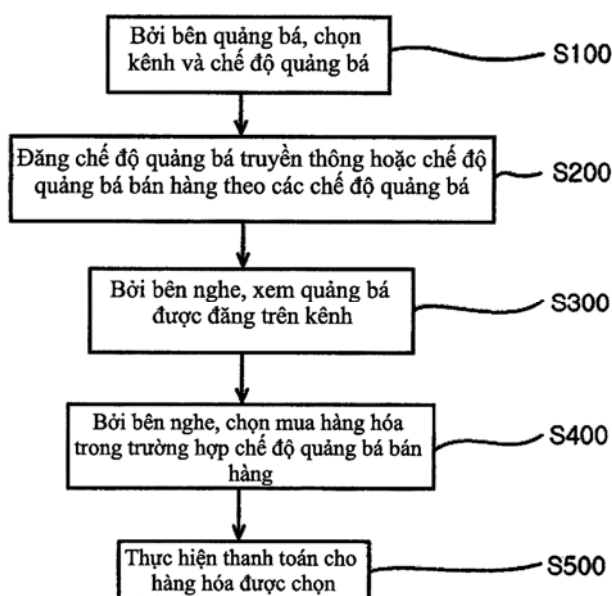 Bởi bên quảng bá, chọn
kênh và chế độ quảng bá
S100
Đăng chế độ quảng bá truyền thông hoặc chế độ
quảng bá bán hàng theo các chế độ quảng bá
S200
Bởi bên nghe, xem quảng bá
được đăng trên kênh
S300
Bởi bên nghe, chọn mua hàng hóa
trong trường hợp chế độ quảng bá bán
hàng
S400
Thực hiện thanh toán cho
hàng hóa được chọn
S500